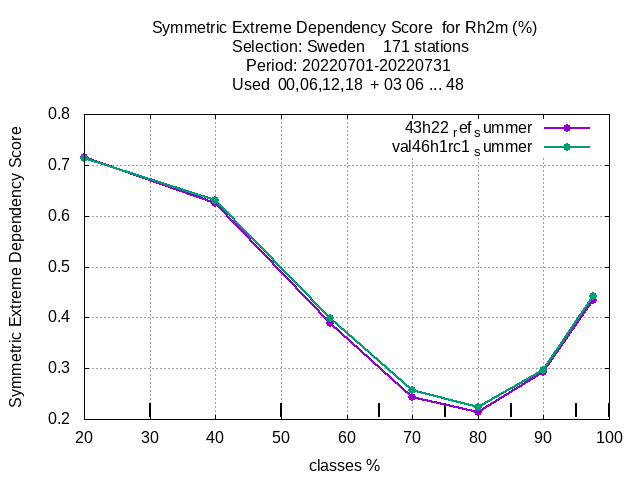 Symmetric Extreme Dependency Score  for Rh2m (%)
Selection: Sweden    171 stations
Period: 20220701-20220731
Used  00,06,12,18  + 03 06 ... 48
43h22 ref summer
val46h1rc1 summer
Symmetric Extreme Dependency Score
0.8
0.7
0.6
0.5
0.4
0.3
0.2
20 30 40 50 60 70 80 90 100
classes %